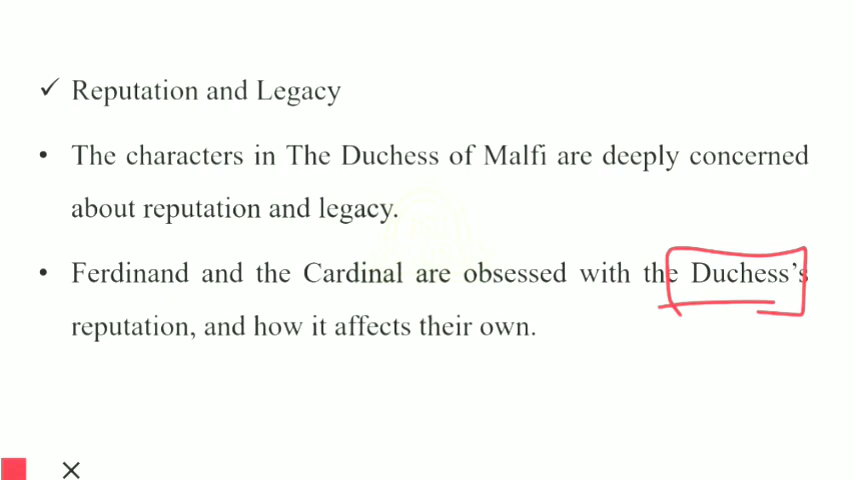 ✓ Reputation and Legacy
• The characters in The Duchess of Malfi are deeply concerned
about reputation and legacy.
• Ferdinand and the Cardinal are obsessed with the Duchess's
reputation, and how it affects their own.